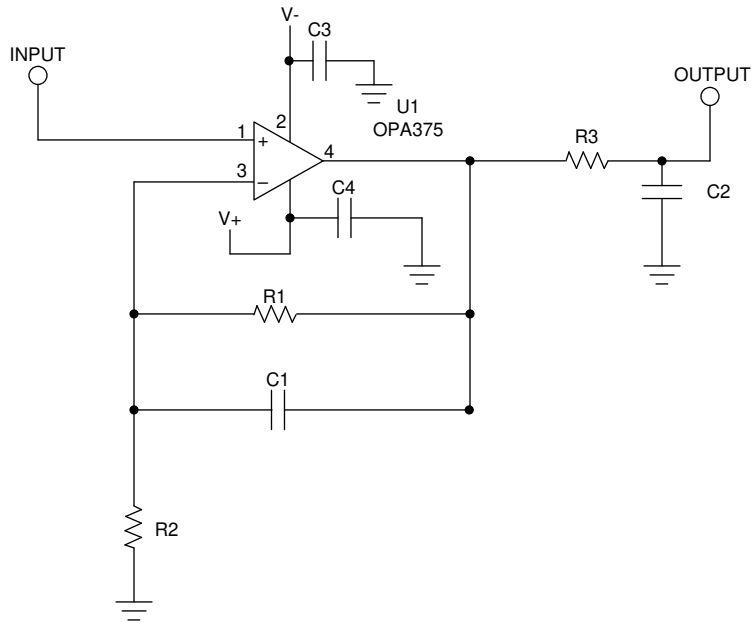 V-
C3
INPUT
OUTPUT
U1
OPA375
2
1
+
4
R3
3
–
C4
C2
V+
R1
C1
R2